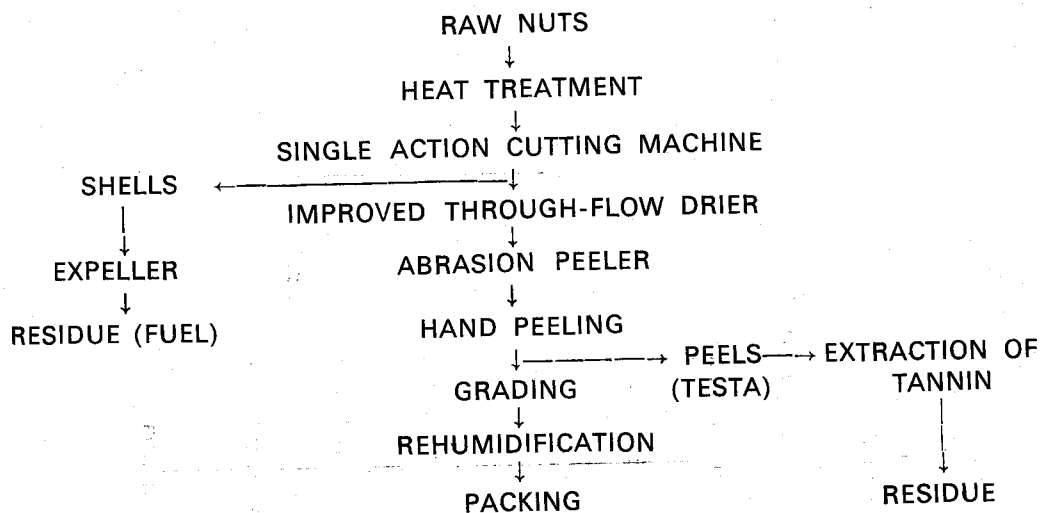 RAW NUTS
HEAT TREATMENT
SINGLE ACTION CUTTING MACHINE
SHELLS
IMPROVED THROUGH-FLOW DRIER
EXPELLER
ABRASION PEELER
RESIDUE (FUEL)
HAND PEELING
PEELS
(TESTA)
EXTRACTION OF
TANNIN
GRADING
REHUMIDIFICATION
PACKING
RESIDUE